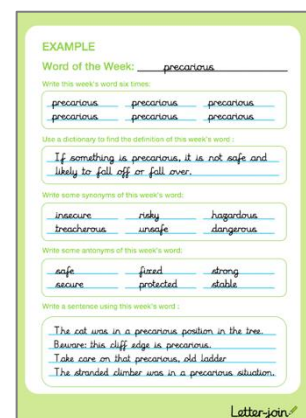 EXAMPLE
Word of the Week: precarious
Write this week's word six times:
precarious precarious precarious
precarious precarious precarious
Use a dictionary to find the definition of this week's word :
If something is precarious, it is not safe and
likely to fall off or fall over.
Write some synonyms of this week's word:
insecure risky hazardous
treacherous unsafe dangerous
Write some antonyms of this week's word:
safe fixed strong
secure protected stable
Write a sentence using this week's word :
The cat was in a precarious position in the tree.
Beware: this cliff edge is precarious.
Take care on that precarious, old ladder
The stranded climber was in a precarious situation.
Letter-join